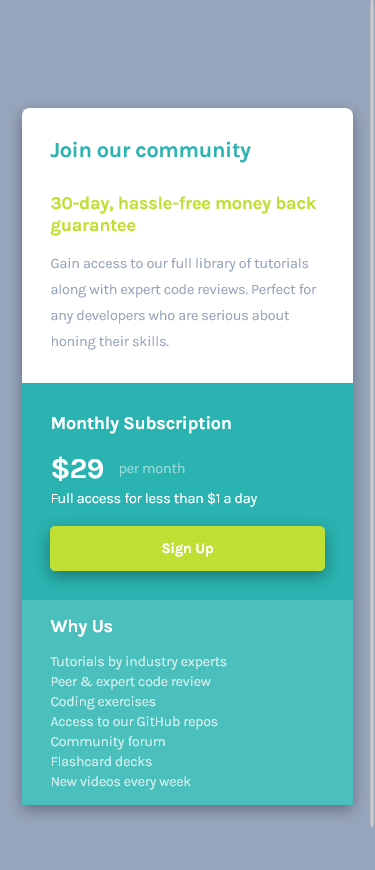 Join our community
30-day, hassle-free money back
guarantee
Gain access to our full library of tutorials
along with expert code reviews. Perfect for
any developers who are serious about
honing their skills.
Monthly Subscription
$29 per month
Full access for less than $1 a day
Sign Up
Why Us
Tutorials by industry experts
Peer & expert code review
Coding exercises
Access to our GitHub repos
Community forum
Flashcard decks
New videos every week